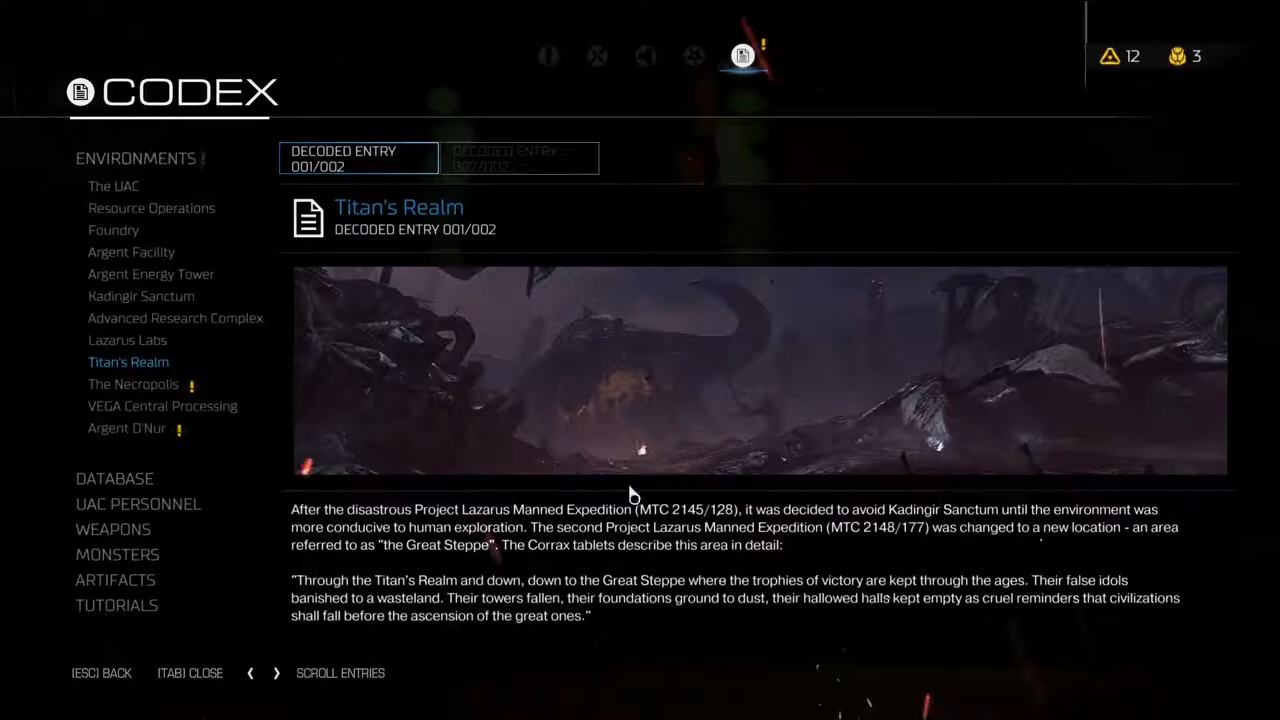 12
3
CODEX
ENVIRONMENTS !
The UAC
Resource Operations
Foundry
Argent Facility
Argent Energy Tower
Kadingir Sanctum
Advanced Research Complex
Lazarus Labs
Titan's Realm
The Necropolis !
VEGA Central Processing
Argent D'Nur !
DATABASE
UAC PERSONNEL
WEAPONS
MONSTERS
ARTIFACTS
TUTORIALS
DECODED ENTRY
001/002
DECODED ENTRY
002/002
Titan's Realm
DECODED ENTRY 001/002
After the disastrous Project Lazarus Manned Expedition (MTC 2145/128), it was decided to avoid Kadingir Sanctum until the environment was
more conducive to human exploration. The second Project Lazarus Manned Expedition (MTC 2148/177) was changed to a new location - an area
referred to as "the Great Steppe". The Corrax tablets describe this area in detail:
"Through the Titan's Realm and down, down to the Great Steppe where the trophies of victory are kept through the ages. Their false idols
banished to a wasteland. Their towers fallen, their foundations ground to dust, their hallowed halls kept empty as cruel reminders that civilizations
shall fall before the ascension of the great ones."
[ESC] BACK [TAB] CLOSE < > SCROLL ENTRIES